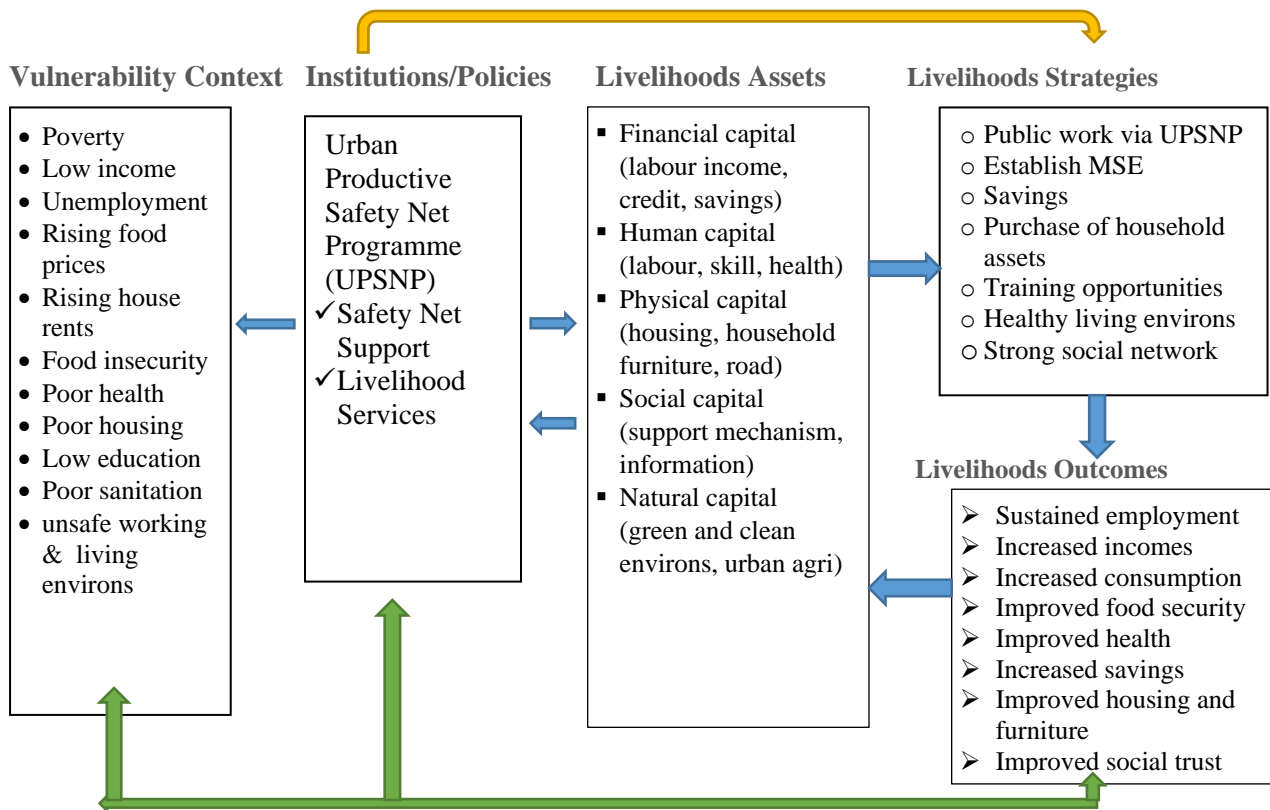 Vulnerability Context
• Poverty
• Low income
• Unemployment
• Rising food
prices
• Rising house
rents
• Food insecurity
• Poor health
• Poor housing
• Low education
• Poor sanitation
• unsafe working
& living
environs
Institutions/Policies
Urban
Productive
Safety Net
Programme
(UPSNP)
✓Safety Net
Support
✓Livelihood
Services
Livelihoods Assets
▪ Financial capital
(labour income,
credit, savings)
▪ Human capital
(labour, skill, health)
▪ Physical capital
(housing, household
furniture, road)
▪ Social capital
(support mechanism,
information)
▪ Natural capital
(green and clean
environs, urban agri)
Livelihoods Strategies
o Public work via UPSNP
o Establish MSE
o Savings
o Purchase of household
assets
o Training opportunities
o Healthy living environs
o Strong social network
Livelihoods Outcomes
➢ Sustained employment
➢ Increased incomes
➢ Increased consumption
➢ Improved food security
➢ Improved health
➢ Increased savings
➢ Improved housing and
furniture
➢ Improved social trust